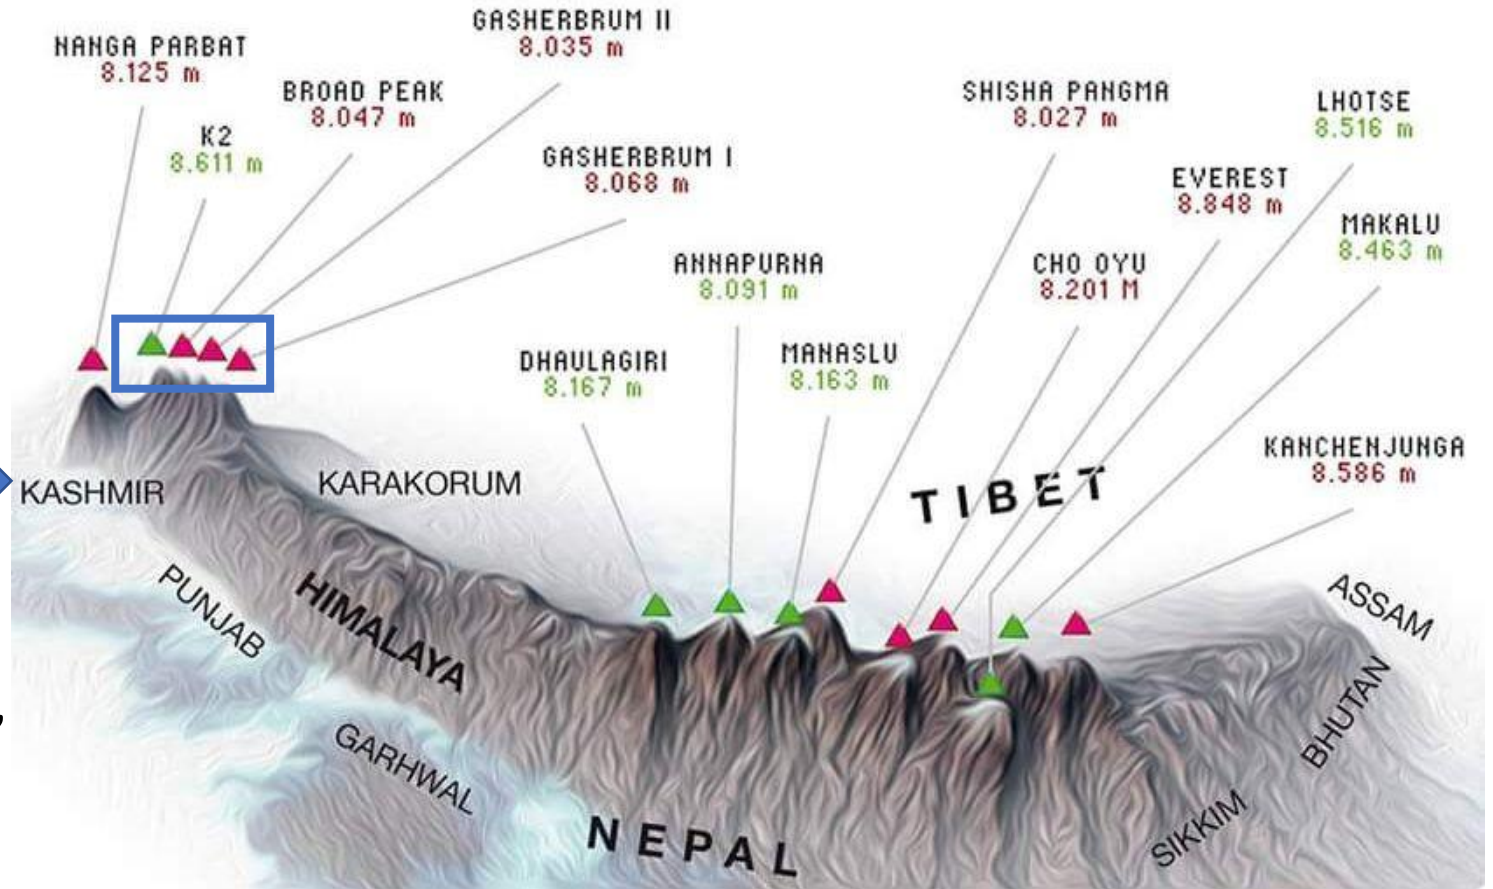 GASHERBRUM II
8.035 m
NANGA PARBAT
8.125 m
BROAD PEAK
8.047 m
K2
8.611 m
GASHERBRUM I
8.068 m
SHISHA PANGMA
8.027 m
LHOTSE
8.516 m
EVEREST
8.848 m
MAKALU
8.463 m
ANNAPURNA
8.091 m
CHO OYU
8.201 M
DHAULAGIRI
8.167 m
MANASLU
8.163 m
KANCHENJUNGA
8.586 m
TIBET
KASHMIR
KARAKORUM
PUNJAB
HIMALAYA
ASSAM
BHUTAN
GARHWAL
NEPAL
SIKKIM